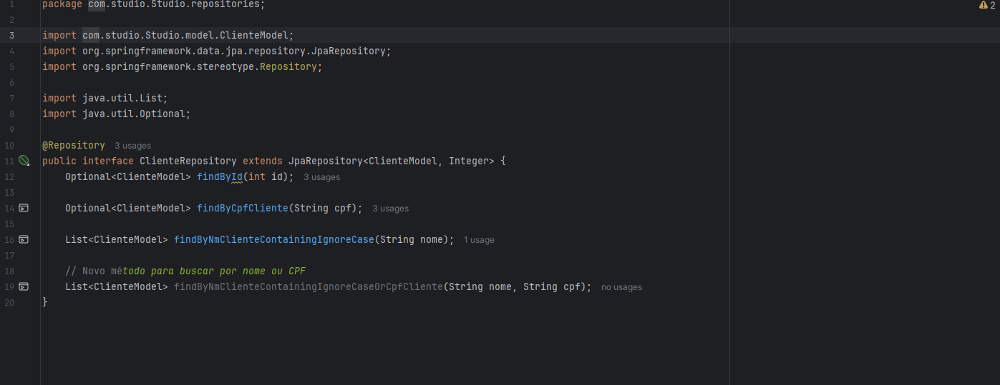 1 package com.studio.Studio.repositories;
2
3 import com.studio.Studio.model.ClienteModel;
4 import org.springframework.data.jpa.repository.JpaRepository;
5 import org.springframework.stereotype.Repository;
6
7 import java.util.List;
8 import java.util.Optional;
9
10 @Repository 3 usages
11 public interface ClienteRepository extends JpaRepository<ClienteModel, Integer> {
12 Optional<ClienteModel> findById(int id); 3 usages
13
14 Optional<ClienteModel> findByCpfCliente(String cpf); 3 usages
15
16 List<ClienteModel> findByNmClienteContainingIgnoreCase(String nome); 1 usage
17
18 // Novo método para buscar por nome ou CPF
19 List<ClienteModel> findByNmClienteContainingIgnoreCaseOrCpfCliente(String nome, String cpf); no usages
20 }
2